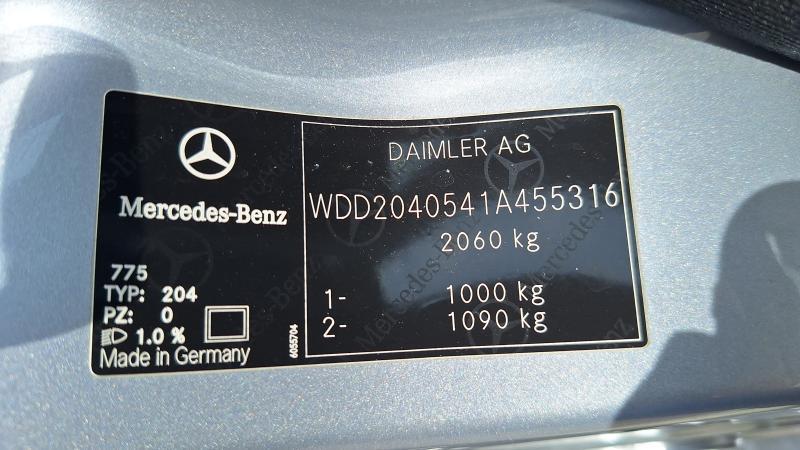 Mercedes-Benz
775
TYP: 204
PZ: 0
1.0 %
Made in Germany
6055704
DAIMLER AG
WDD2040541A455316
2060 kg
1- 1000 kg
2- 1090 kg